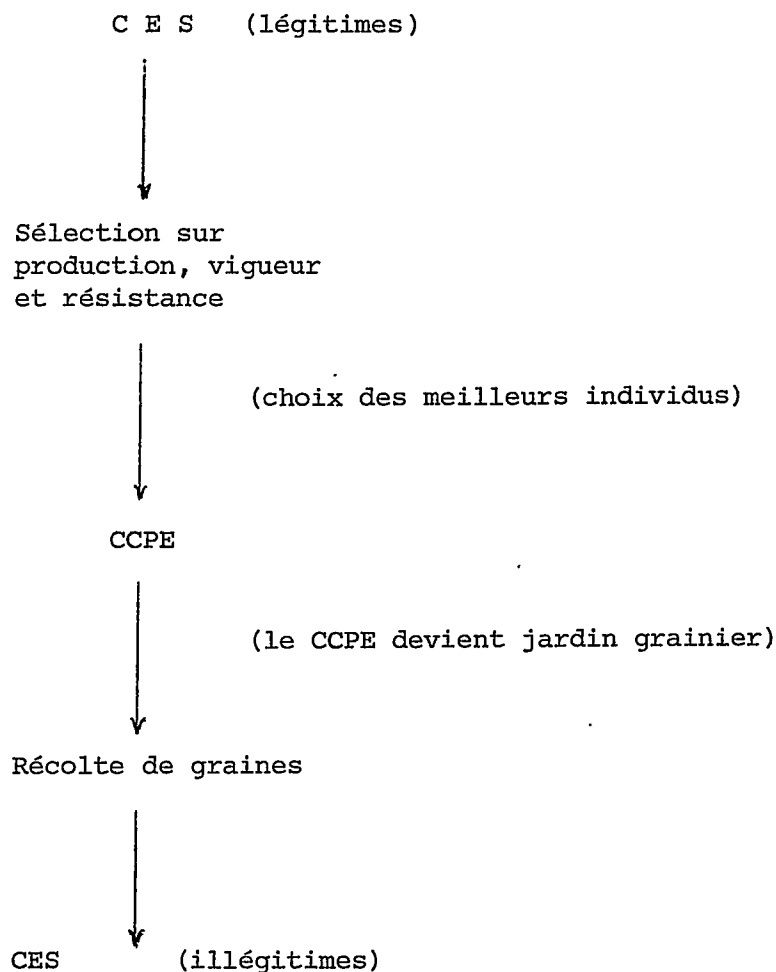 C E S (légitimes)
Sélection sur
production, vigueur
et résistance
(choix des meilleurs individus)
CCPE
(le CCPE devient jardin grainier)
Récolte de graines
CES (illégitimes)